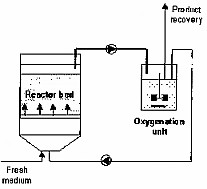 Product
recovery
Reactor bed
Oxygenation
unit
Fresh
medium